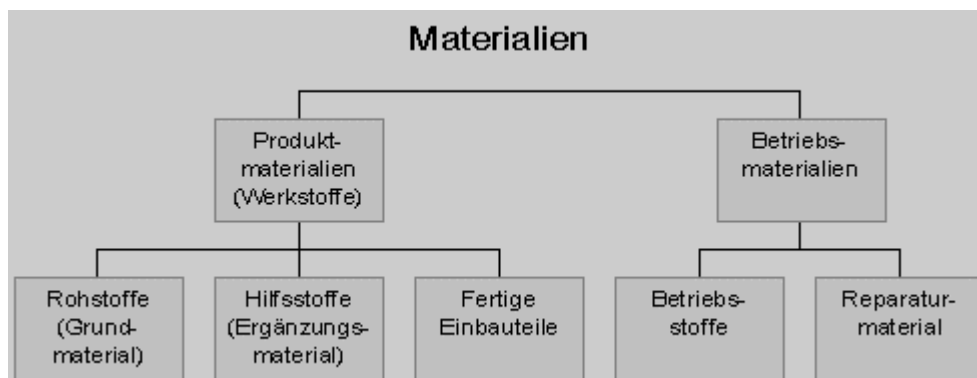 Materialien
Produkt-
materialien
(Werkstoffe)
Betriebs-
materialien
Rohstoffe
(Grund-
material)
Hilfsstoffe
(Ergänzungs-
material)
Fertige
Einbauteile
Betriebs-
stoffe
Reparatur-
material